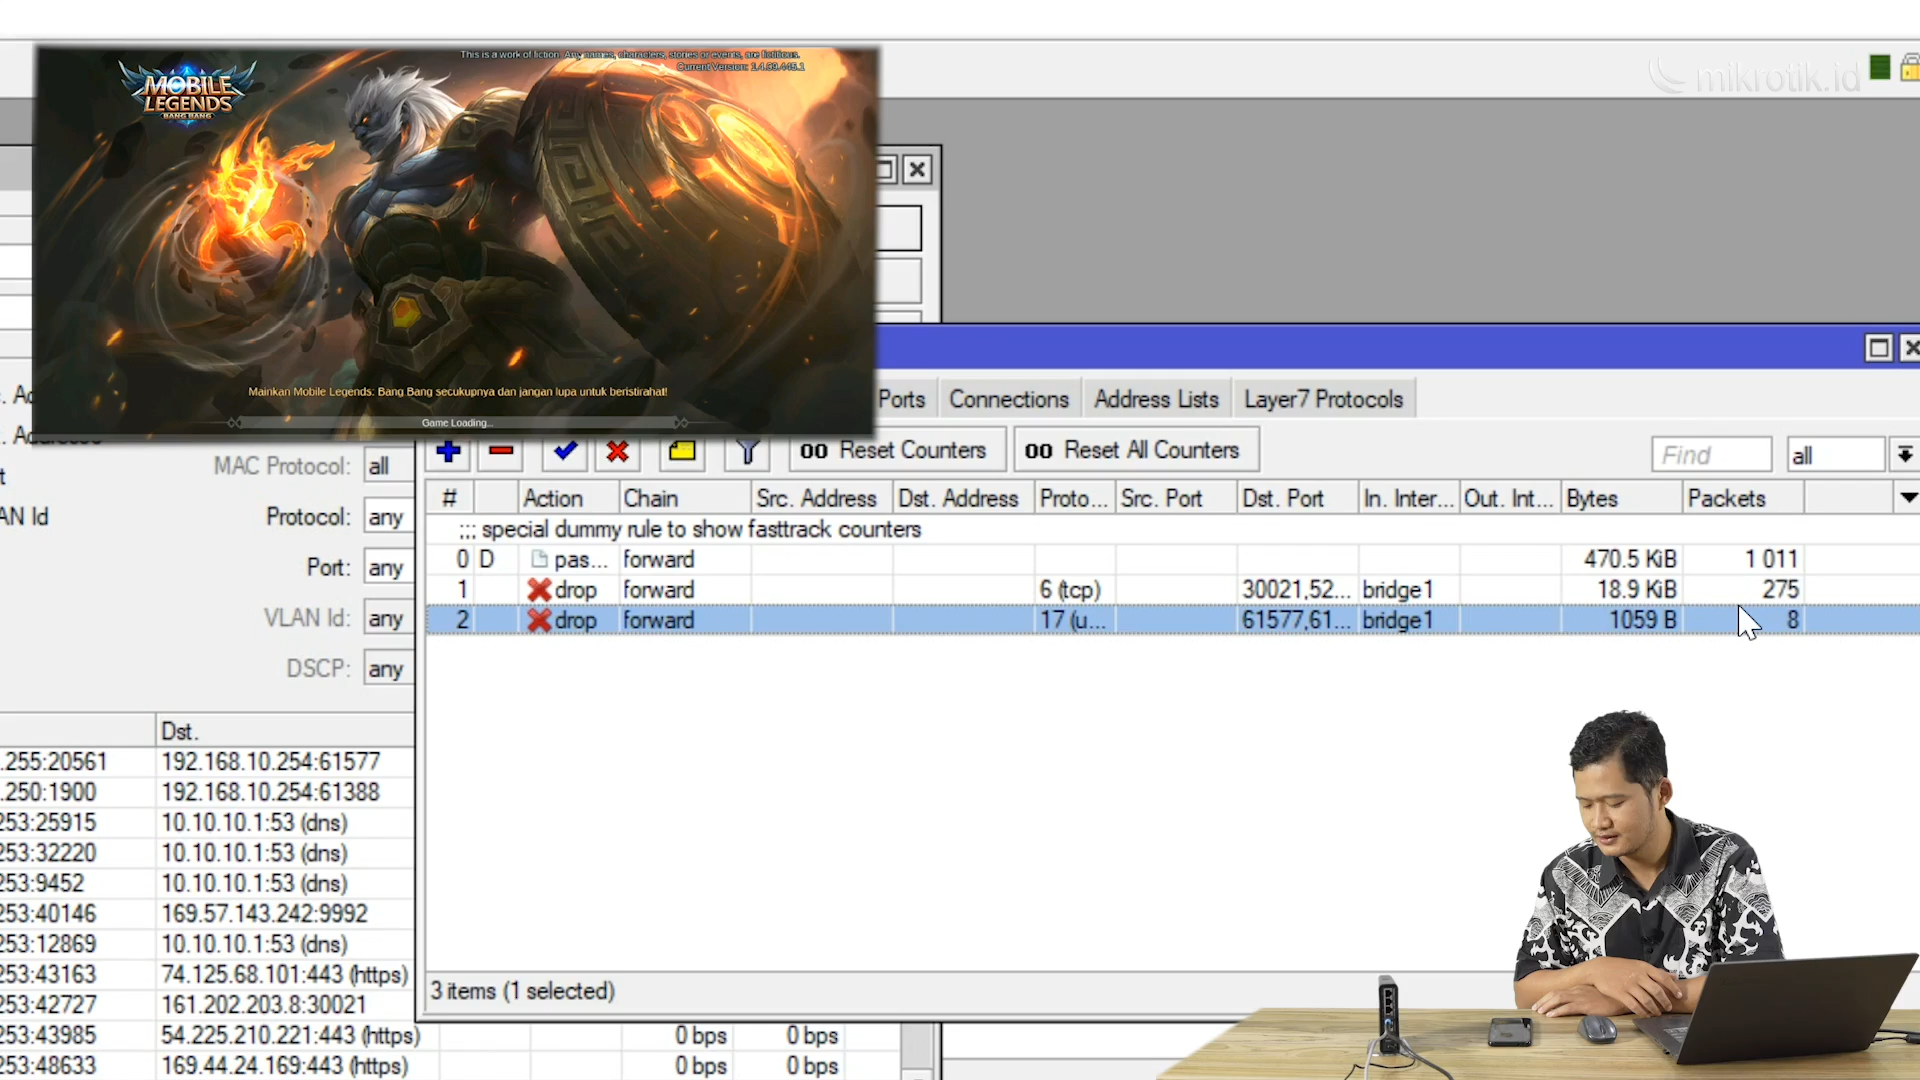 mikrotik.id
This is a work of fiction. Any names, characters, stories or events, are fictitious.
Current Version: 1.4.69.445.1
MOBILE
LEGENDS
BANG BANG
Mainkan Mobile Legends: Bang Bang secukupnya dan jangan lupa untuk beristirahat!
Game Loading...
Ports Connections Address Lists Layer7 Protocols
00 Reset Counters 00 Reset All Counters Find all
# Action Chain Src. Address Dst. Address Proto... Src. Port Dst. Port In. Inter... Out. Int... Bytes Packets
;;; special dummy rule to show fasttrack counters
0 D pas... forward 470.5 KiB 1 011
1 drop forward 6 (tcp) 30021,52... bridge1 18.9 KiB 275
2 drop forward 17 (u... 61577,61... bridge1 1059 B 8
3 items (1 selected)
MAC Protocol: all
AN Id Protocol: any
Port: any
VLAN Id: any
DSCP: any
Dst.
.255:20561 192.168.10.254:61577
.250:1900 192.168.10.254:61388
253:25915 10.10.10.1:53 (dns)
253:32220 10.10.10.1:53 (dns)
253:9452 10.10.10.1:53 (dns)
253:40146 169.57.143.242:9992
253:12869 10.10.10.1:53 (dns)
253:43163 74.125.68.101:443 (https)
253:42727 161.202.203.8:30021
253:43985 54.225.210.221:443 (https) 0 bps 0 bps
253:48633 169.44.24.169:443 (https) 0 bps 0 bps